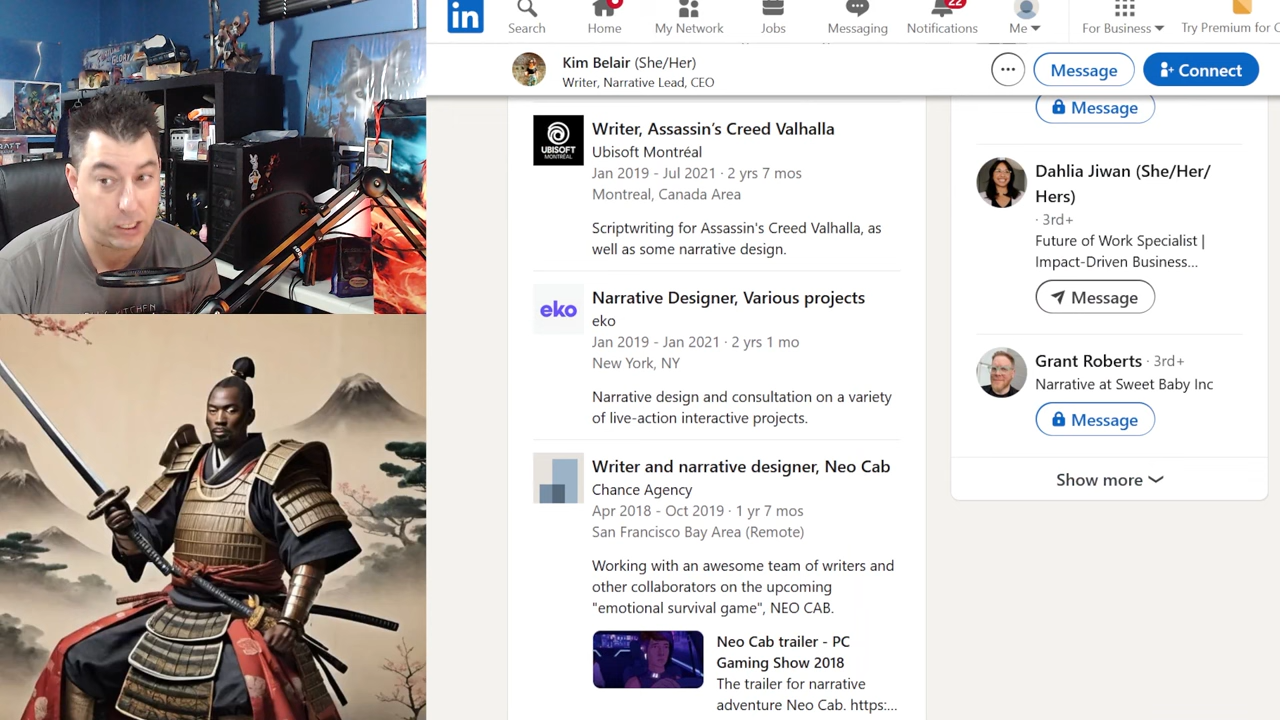 in
Search
Home
My Network
Jobs
Messaging
22
Notifications
Me
For Business
Try Premium for
Kim Belair (She/Her)
Writer, Narrative Lead, CEO
Message
Connect
UBISOFT
MONTRÉAL
Writer, Assassin's Creed Valhalla
Ubisoft Montréal
Jan 2019 - Jul 2021 · 2 yrs 7 mos
Montreal, Canada Area
Scriptwriting for Assassin's Creed Valhalla, as
well as some narrative design.
eko
Narrative Designer, Various projects
eko
Jan 2019 - Jan 2021 · 2 yrs 1 mo
New York, NY
Narrative design and consultation on a variety
of live-action interactive projects.
Writer and narrative designer, Neo Cab
Chance Agency
Apr 2018 - Oct 2019 · 1 yr 7 mos
San Francisco Bay Area (Remote)
Working with an awesome team of writers and
other collaborators on the upcoming
"emotional survival game", NEO CAB.
Neo Cab trailer - PC
Gaming Show 2018
The trailer for narrative
adventure Neo Cab. https:...
Message
Dahlia Jiwan (She/Her/
Hers)
· 3rd+
Future of Work Specialist |
Impact-Driven Business...
Message
Grant Roberts · 3rd+
Narrative at Sweet Baby Inc
Message
Show more